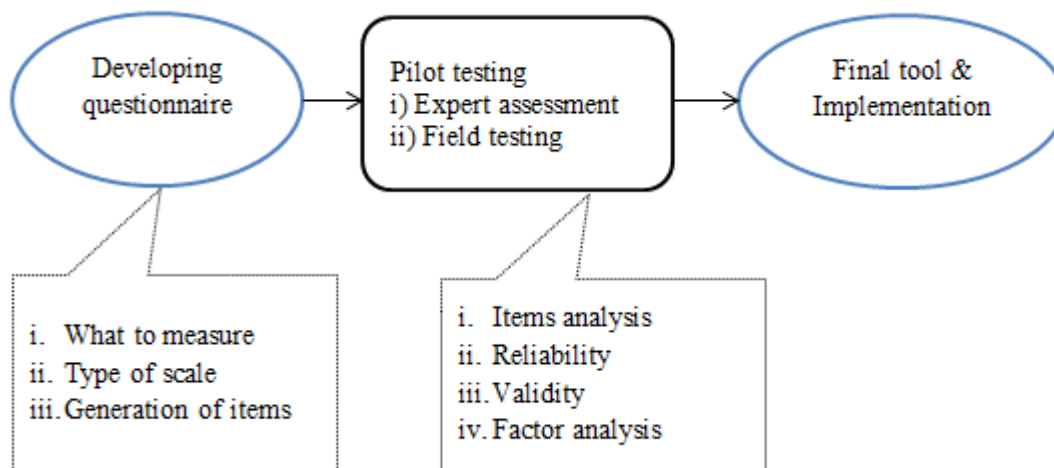 Developing
questionnaire
Pilot testing
i) Expert assessment
ii) Field testing
Final tool &
Implementation
i. What to measure
ii. Type of scale
iii. Generation of items
i. Items analysis
ii. Reliability
iii. Validity
iv. Factor analysis